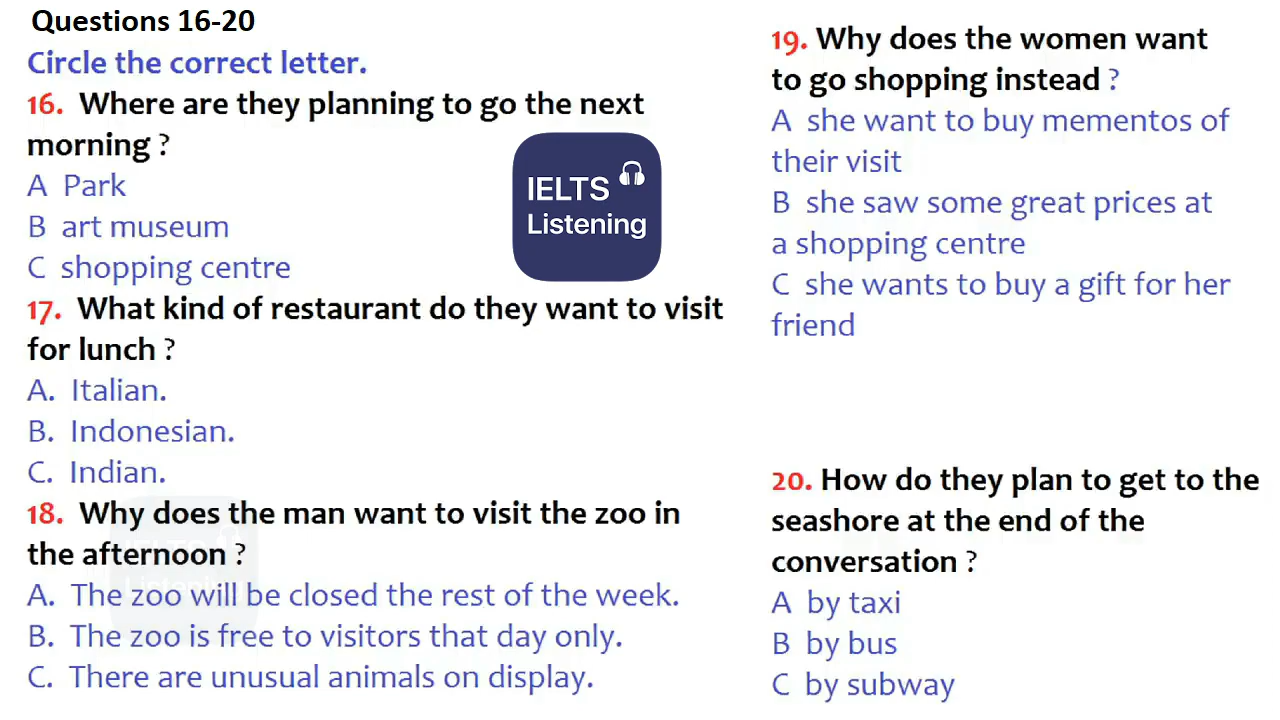 Questions 16-20
Circle the correct letter.
16. Where are they planning to go the next
morning ?
A Park
B art museum
C shopping centre
17. What kind of restaurant do they want to visit
for lunch ?
A. Italian.
B. Indonesian.
C. Indian.
18. Why does the man want to visit the zoo in
the afternoon ?
A. The zoo will be closed the rest of the week.
B. The zoo is free to visitors that day only.
C. There are unusual animals on display.
IELTS
Listening
IELTS
Listening
19. Why does the women want
to go shopping instead ?
A she want to buy mementos of
their visit
B she saw some great prices at
a shopping centre
C she wants to buy a gift for her
friend
20. How do they plan to get to the
seashore at the end of the
conversation ?
A by taxi
B by bus
C by subway